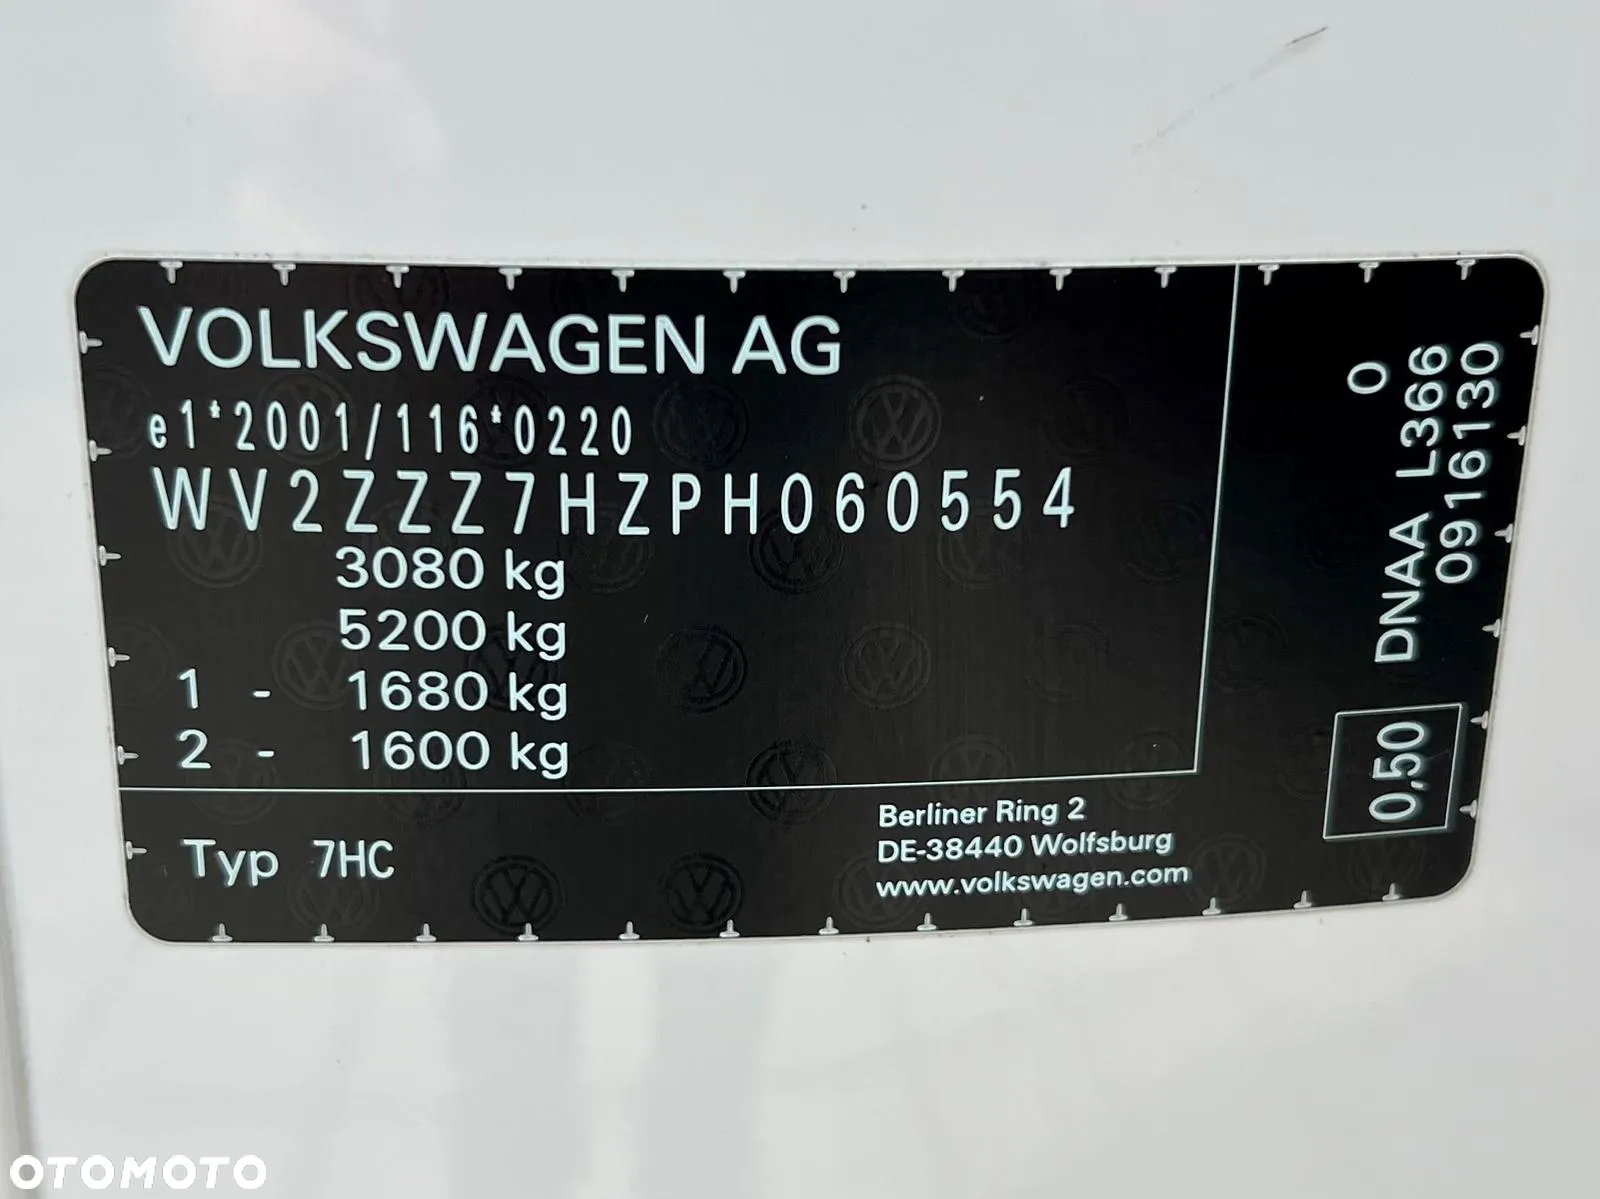 VOLKSWAGEN AG
e1*2001/116*0220
WV2ZZZ7HZPH060554
3080 kg
5200 kg
1 - 1680 kg
2 - 1600 kg
Typ 7HC
Berliner Ring 2
DE-38440 Wolfsburg
www.volkswagen.com
0
DNAA L366
0916130
0,50
OTOMOTO